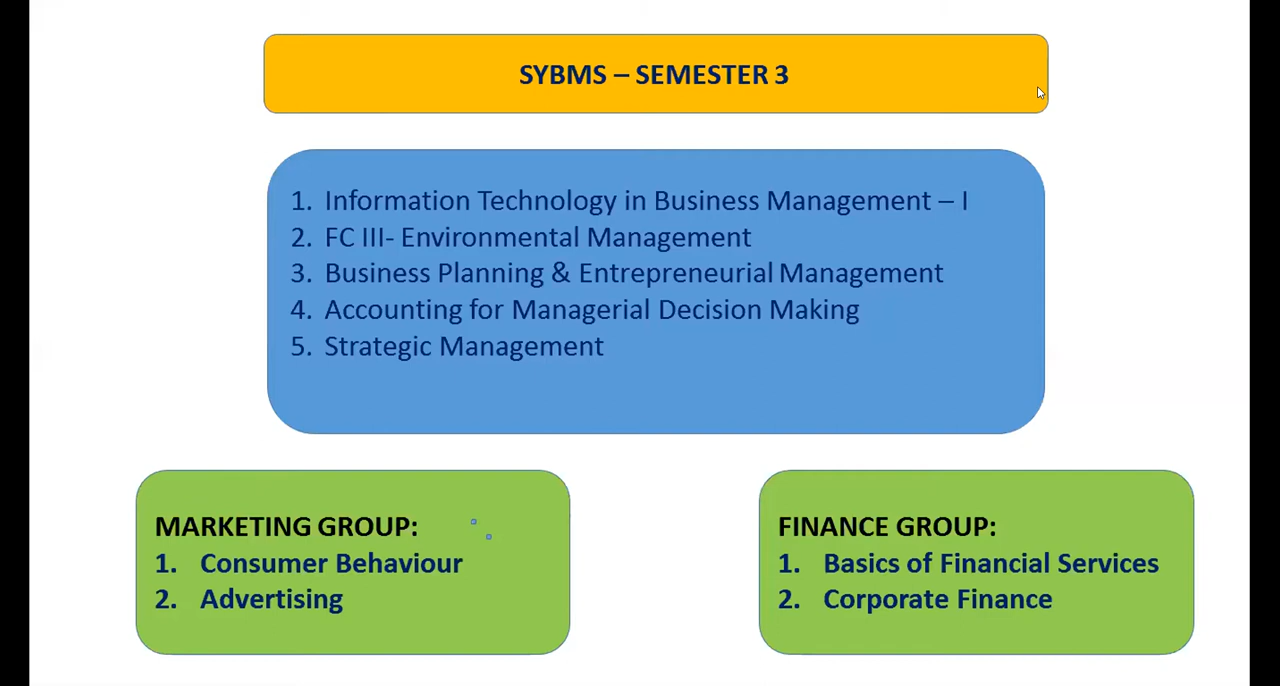 SYBMS – SEMESTER 3
1. Information Technology in Business Management – I
2. FC III- Environmental Management
3. Business Planning & Entrepreneurial Management
4. Accounting for Managerial Decision Making
5. Strategic Management
MARKETING GROUP:
1. Consumer Behaviour
2. Advertising
FINANCE GROUP:
1. Basics of Financial Services
2. Corporate Finance